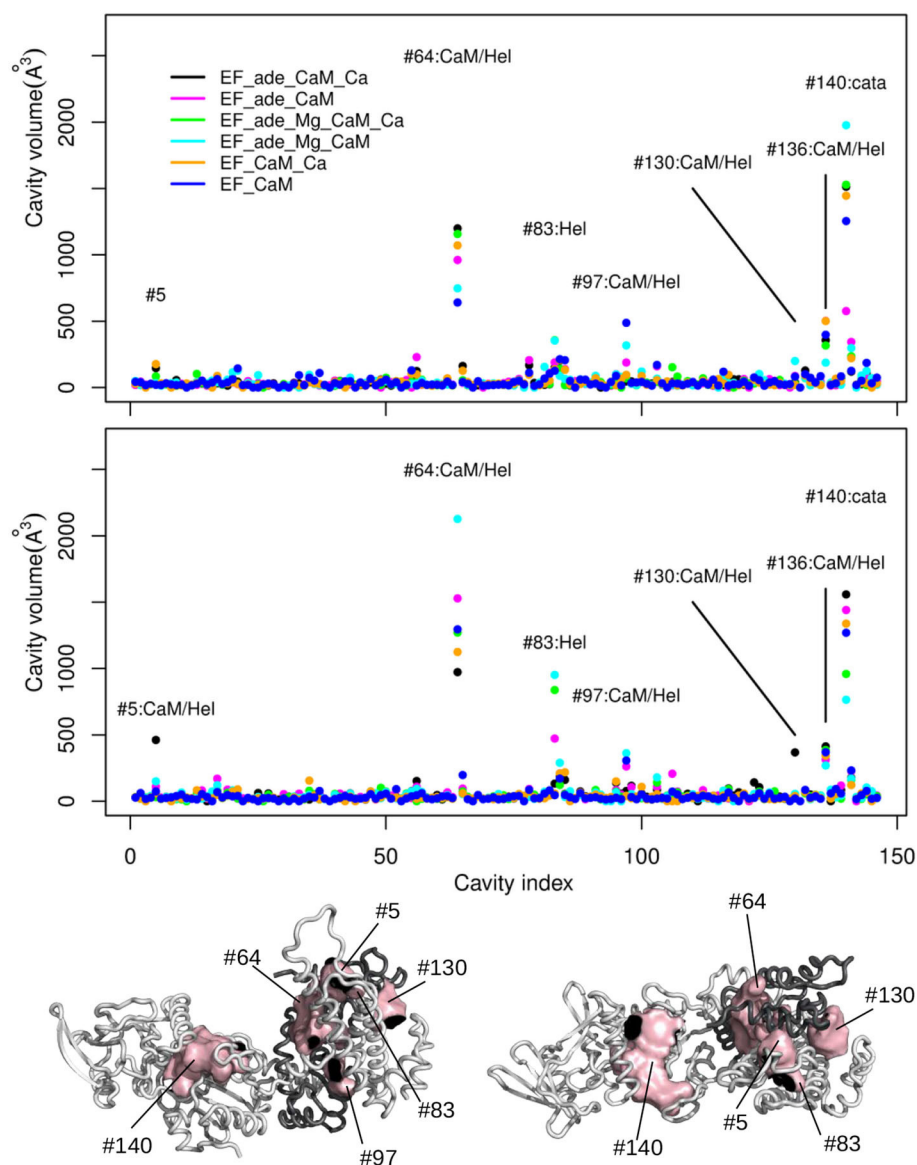 #64:CaM/Hel
EF_ade_CaM_Ca
EF_ade_CaM
EF_ade_Mg_CaM_Ca
EF_ade_Mg_CaM
EF_CaM_Ca
EF_CaM
#140:cata
#130:CaM/Hel
#136:CaM/Hel
#83:Hel
#97:CaM/Hel
#5
Cavity volume(Å³)
0
500
1000
2000
#64:CaM/Hel
#140:cata
#136:CaM/Hel
#130:CaM/Hel
#83:Hel
#97:CaM/Hel
#5:CaM/Hel
Cavity volume(Å³)
0
500
1000
2000
0 50 100 150
Cavity index
#5
#64
#130
#140
#83
#97
#64
#130
#140
#5
#83